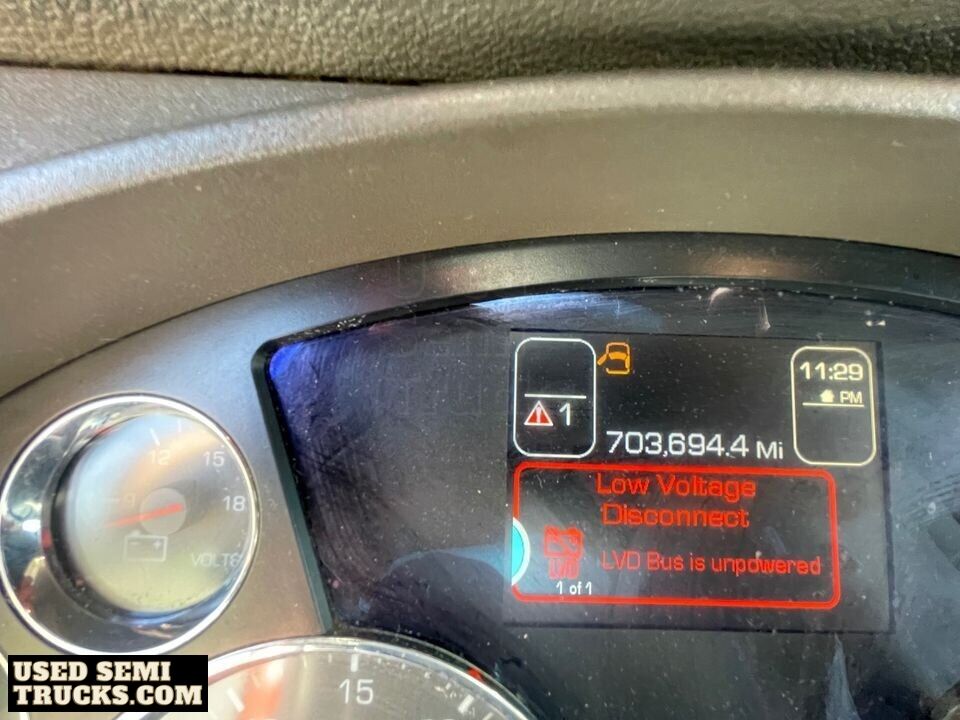 12
15
18
9
VOLTS
1
11:29
PM
703,694.4 Mi
Low Voltage
Disconnect
LVD
LVD Bus is unpowered
1 of 1
15
USED SEMI
TRUCKS.COM